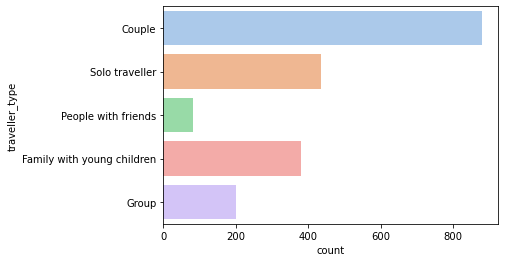 Couple
Solo traveller
People with friends
Family with young children
Group
traveller_type
0 200 400 600 800
count